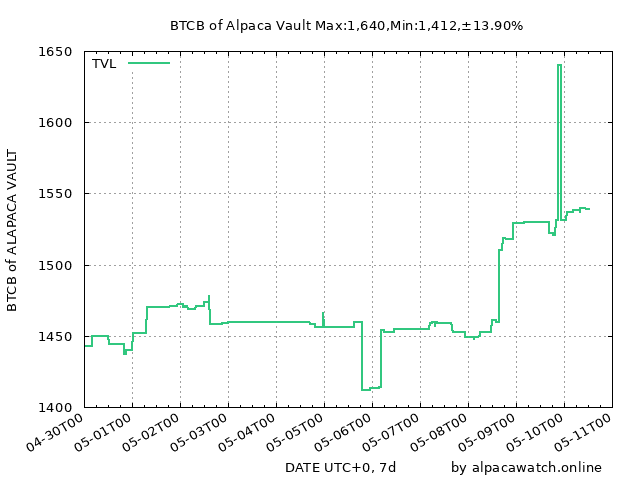 BTCB of Alpaca Vault Max:1,640,Min:1,412,±13.90%
TVL
1650
1600
1550
1500
1450
1400
BTCB of ALAPACA VAULT
04-30T00
05-01T00
05-02T00
05-03T00
05-04T00
05-05T00
05-06T00
05-07T00
05-08T00
05-09T00
05-10T00
05-11T00
DATE UTC+0, 7d
by alpacawatch.online